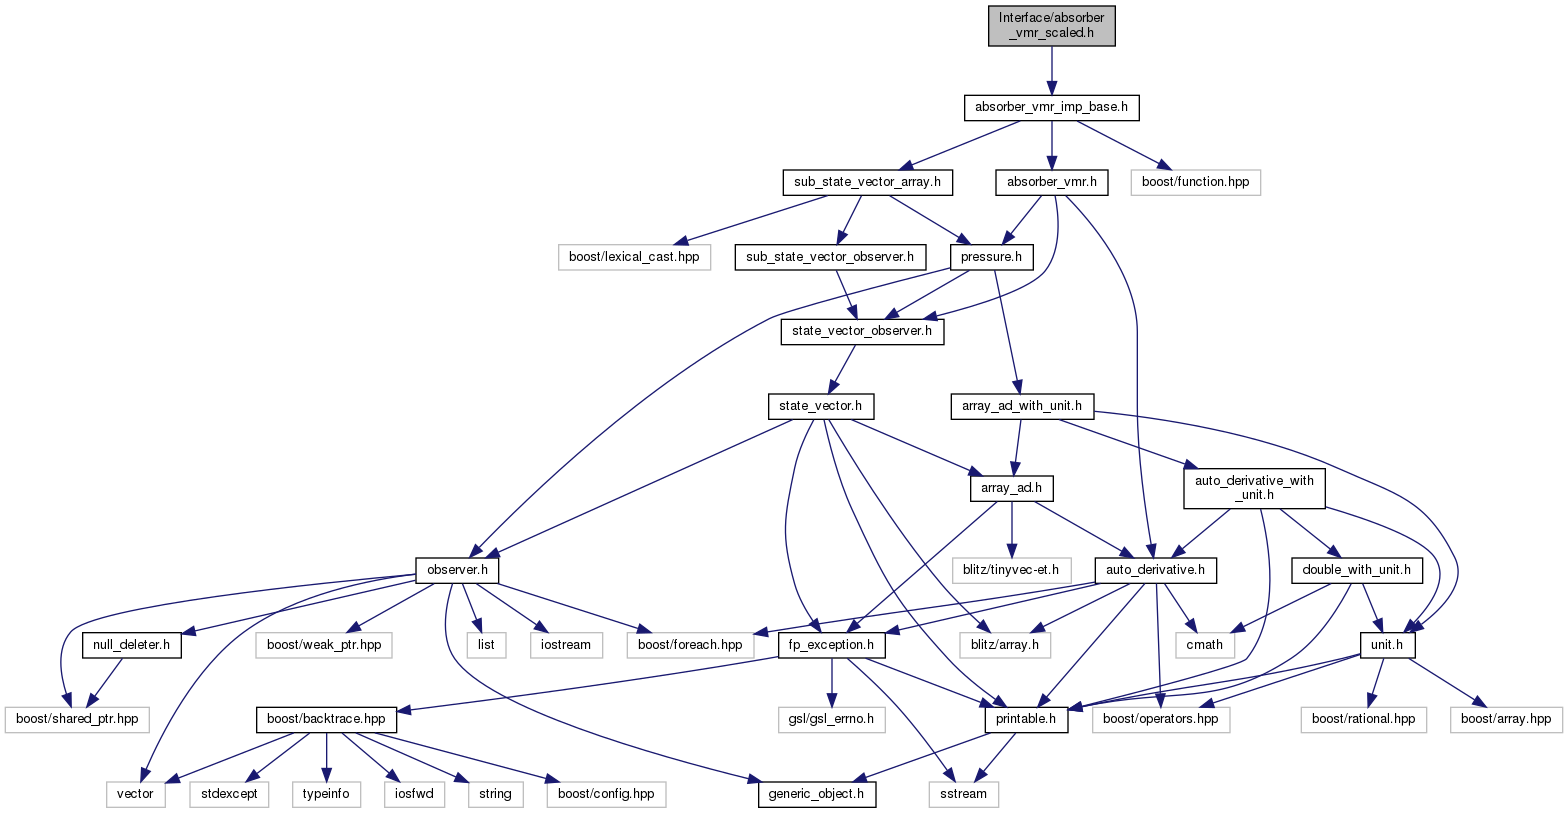 Interface/absorber
_vmr_scaled.h
absorber_vmr_imp_base.h
sub_state_vector_array.h
absorber_vmr.h
boost/function.hpp
boost/lexical_cast.hpp
sub_state_vector_observer.h
pressure.h
state_vector_observer.h
state_vector.h
array_ad_with_unit.h
array_ad.h
auto_derivative_with
_unit.h
observer.h
blitz/tinyvec-et.h
auto_derivative.h
double_with_unit.h
null_deleter.h
boost/weak_ptr.hpp
list
iostream
boost/foreach.hpp
fp_exception.h
blitz/array.h
cmath
unit.h
boost/shared_ptr.hpp
boost/backtrace.hpp
gsl/gsl_errno.h
printable.h
boost/operators.hpp
boost/rational.hpp
boost/array.hpp
vector
stdexcept
typeinfo
iosfwd
string
boost/config.hpp
generic_object.h
sstream